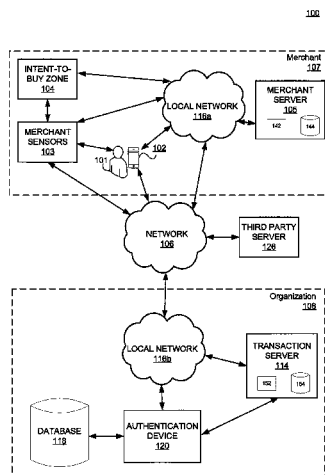 100
Merchant
107
INTENT-TO-
BUY ZONE
104
LOCAL NETWORK
116a
MERCHANT
SERVER
105
142
144
MERCHANT
SENSORS
103
101
102
NETWORK
106
THIRD PARTY
SERVER
126
Organization
108
LOCAL NETWORK
116b
TRANSACTION
SERVER
114
152
154
DATABASE
118
AUTHENTICATION
DEVICE
120